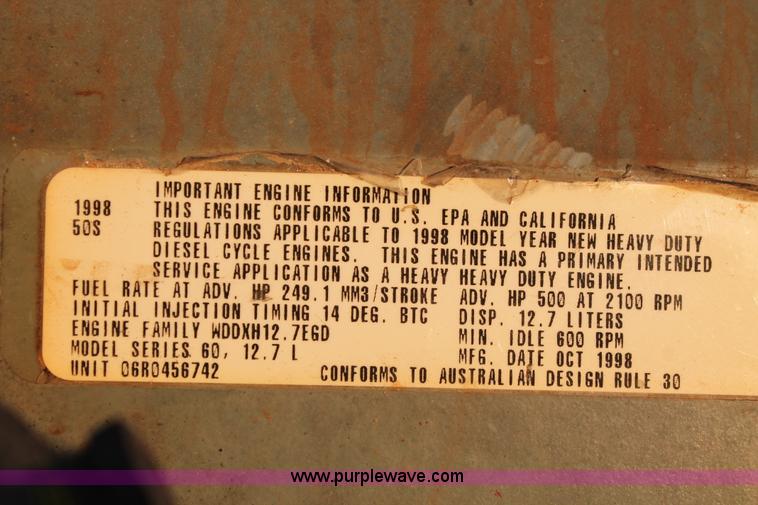 IMPORTANT ENGINE INFORMATION
1998 THIS ENGINE CONFORMS TO U.S. EPA AND CALIFORNIA
50S REGULATIONS APPLICABLE TO 1998 MODEL YEAR NEW HEAVY DUTY
DIESEL CYCLE ENGINES. THIS ENGINE HAS A PRIMARY INTENDED
SERVICE APPLICATION AS A HEAVY HEAVY DUTY ENGINE.
FUEL RATE AT ADV. HP 249.1 MM3/STROKE ADV. HP 500 AT 2100 RPM
INITIAL INJECTION TIMING 14 DEG. BTC DISP. 12.7 LITERS
ENGINE FAMILY WDDXH12.7EGD MIN. IDLE 600 RPM
MODEL SERIES 60, 12.7 L MFG. DATE OCT 1998
UNIT 06R0456742 CONFORMS TO AUSTRALIAN DESIGN RULE 30
www.purplewave.com